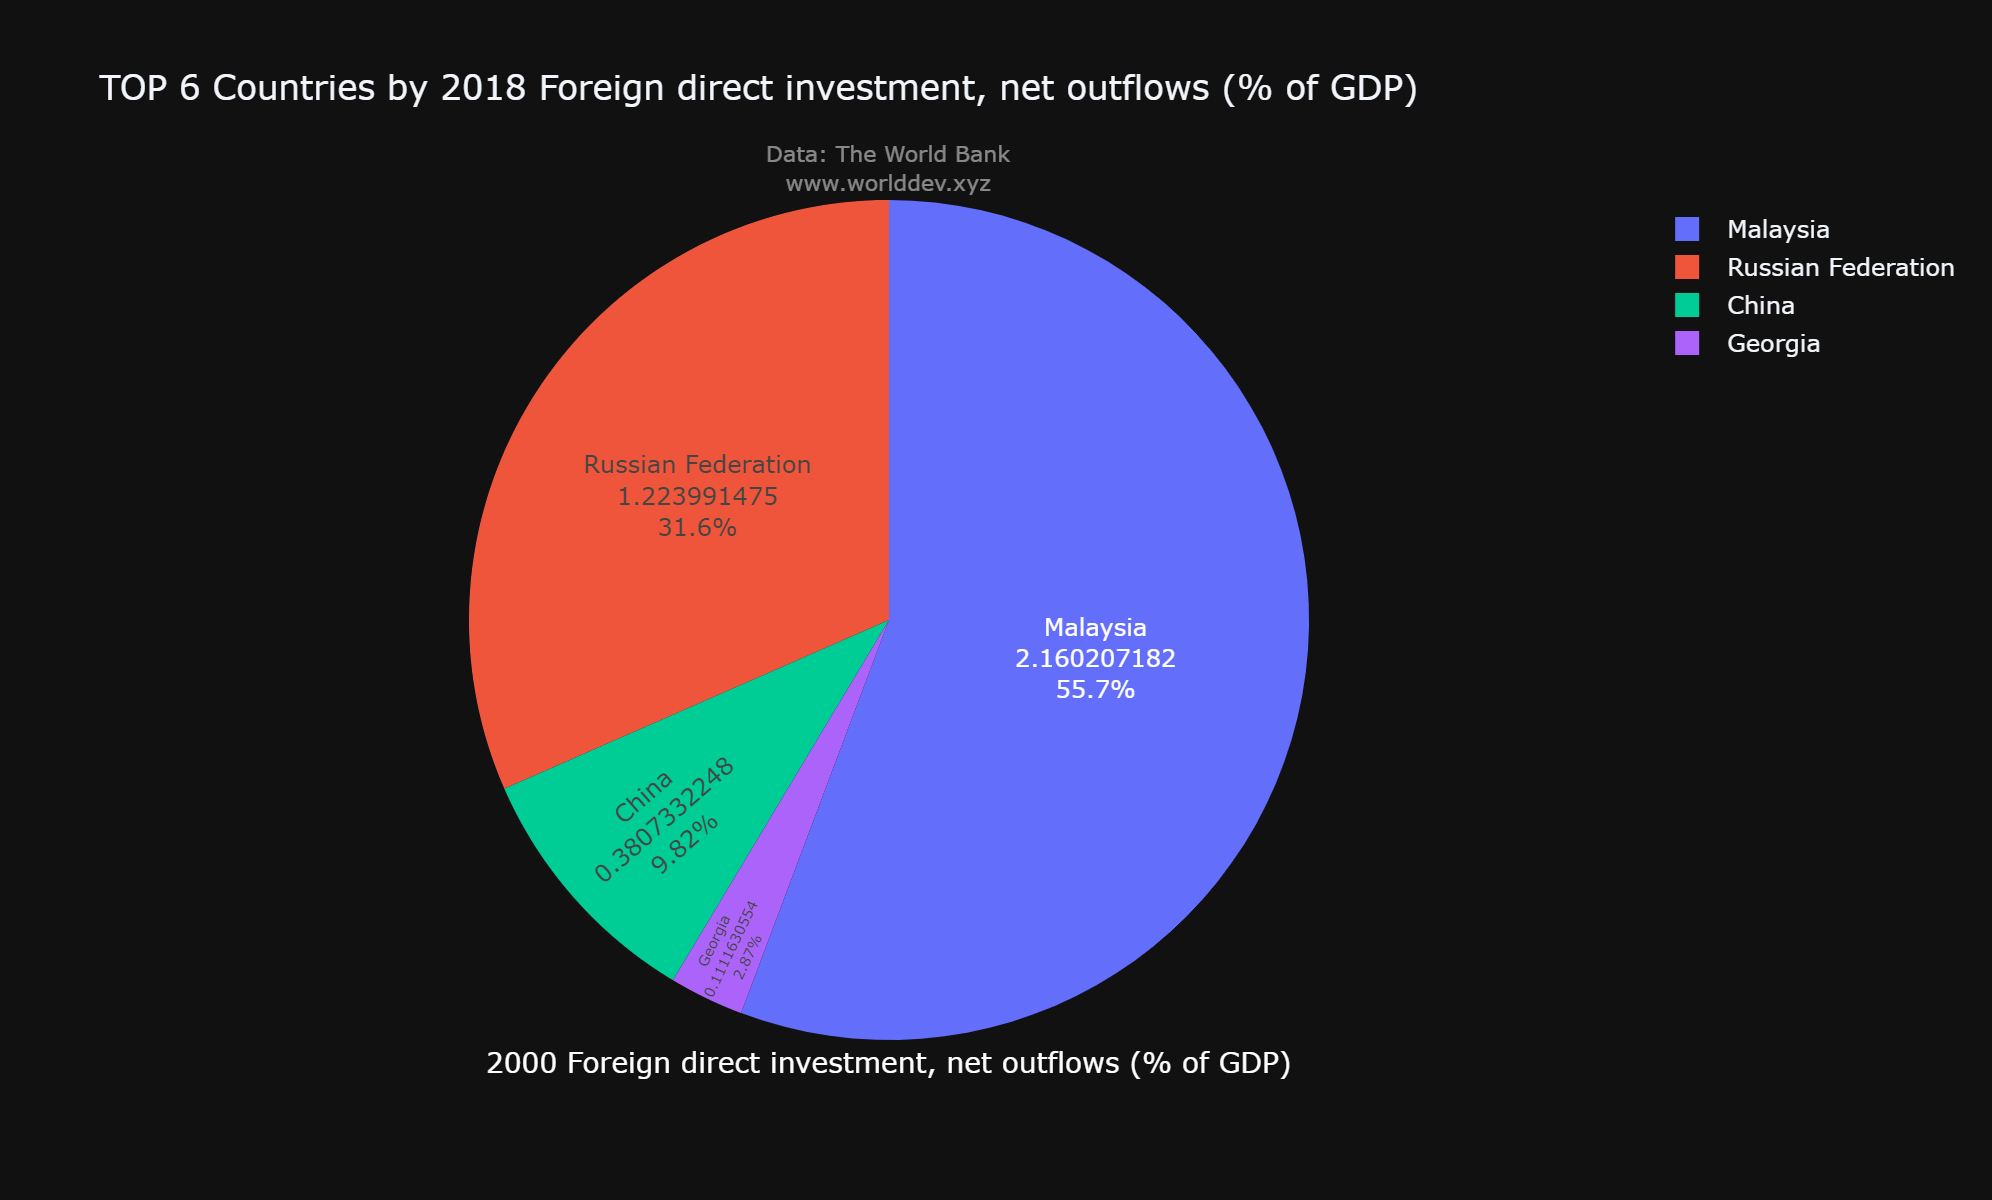 TOP 6 Countries by 2018 Foreign direct investment, net outflows (% of GDP)
Data: The World Bank
www.worlddev.xyz
Malaysia
Russian Federation
China
Georgia
Russian Federation
1.223991475
31.6%
Malaysia
2.160207182
55.7%
China
0.3807332248
9.82%
Georgia
0.1111630554
2.87%
2000 Foreign direct investment, net outflows (% of GDP)